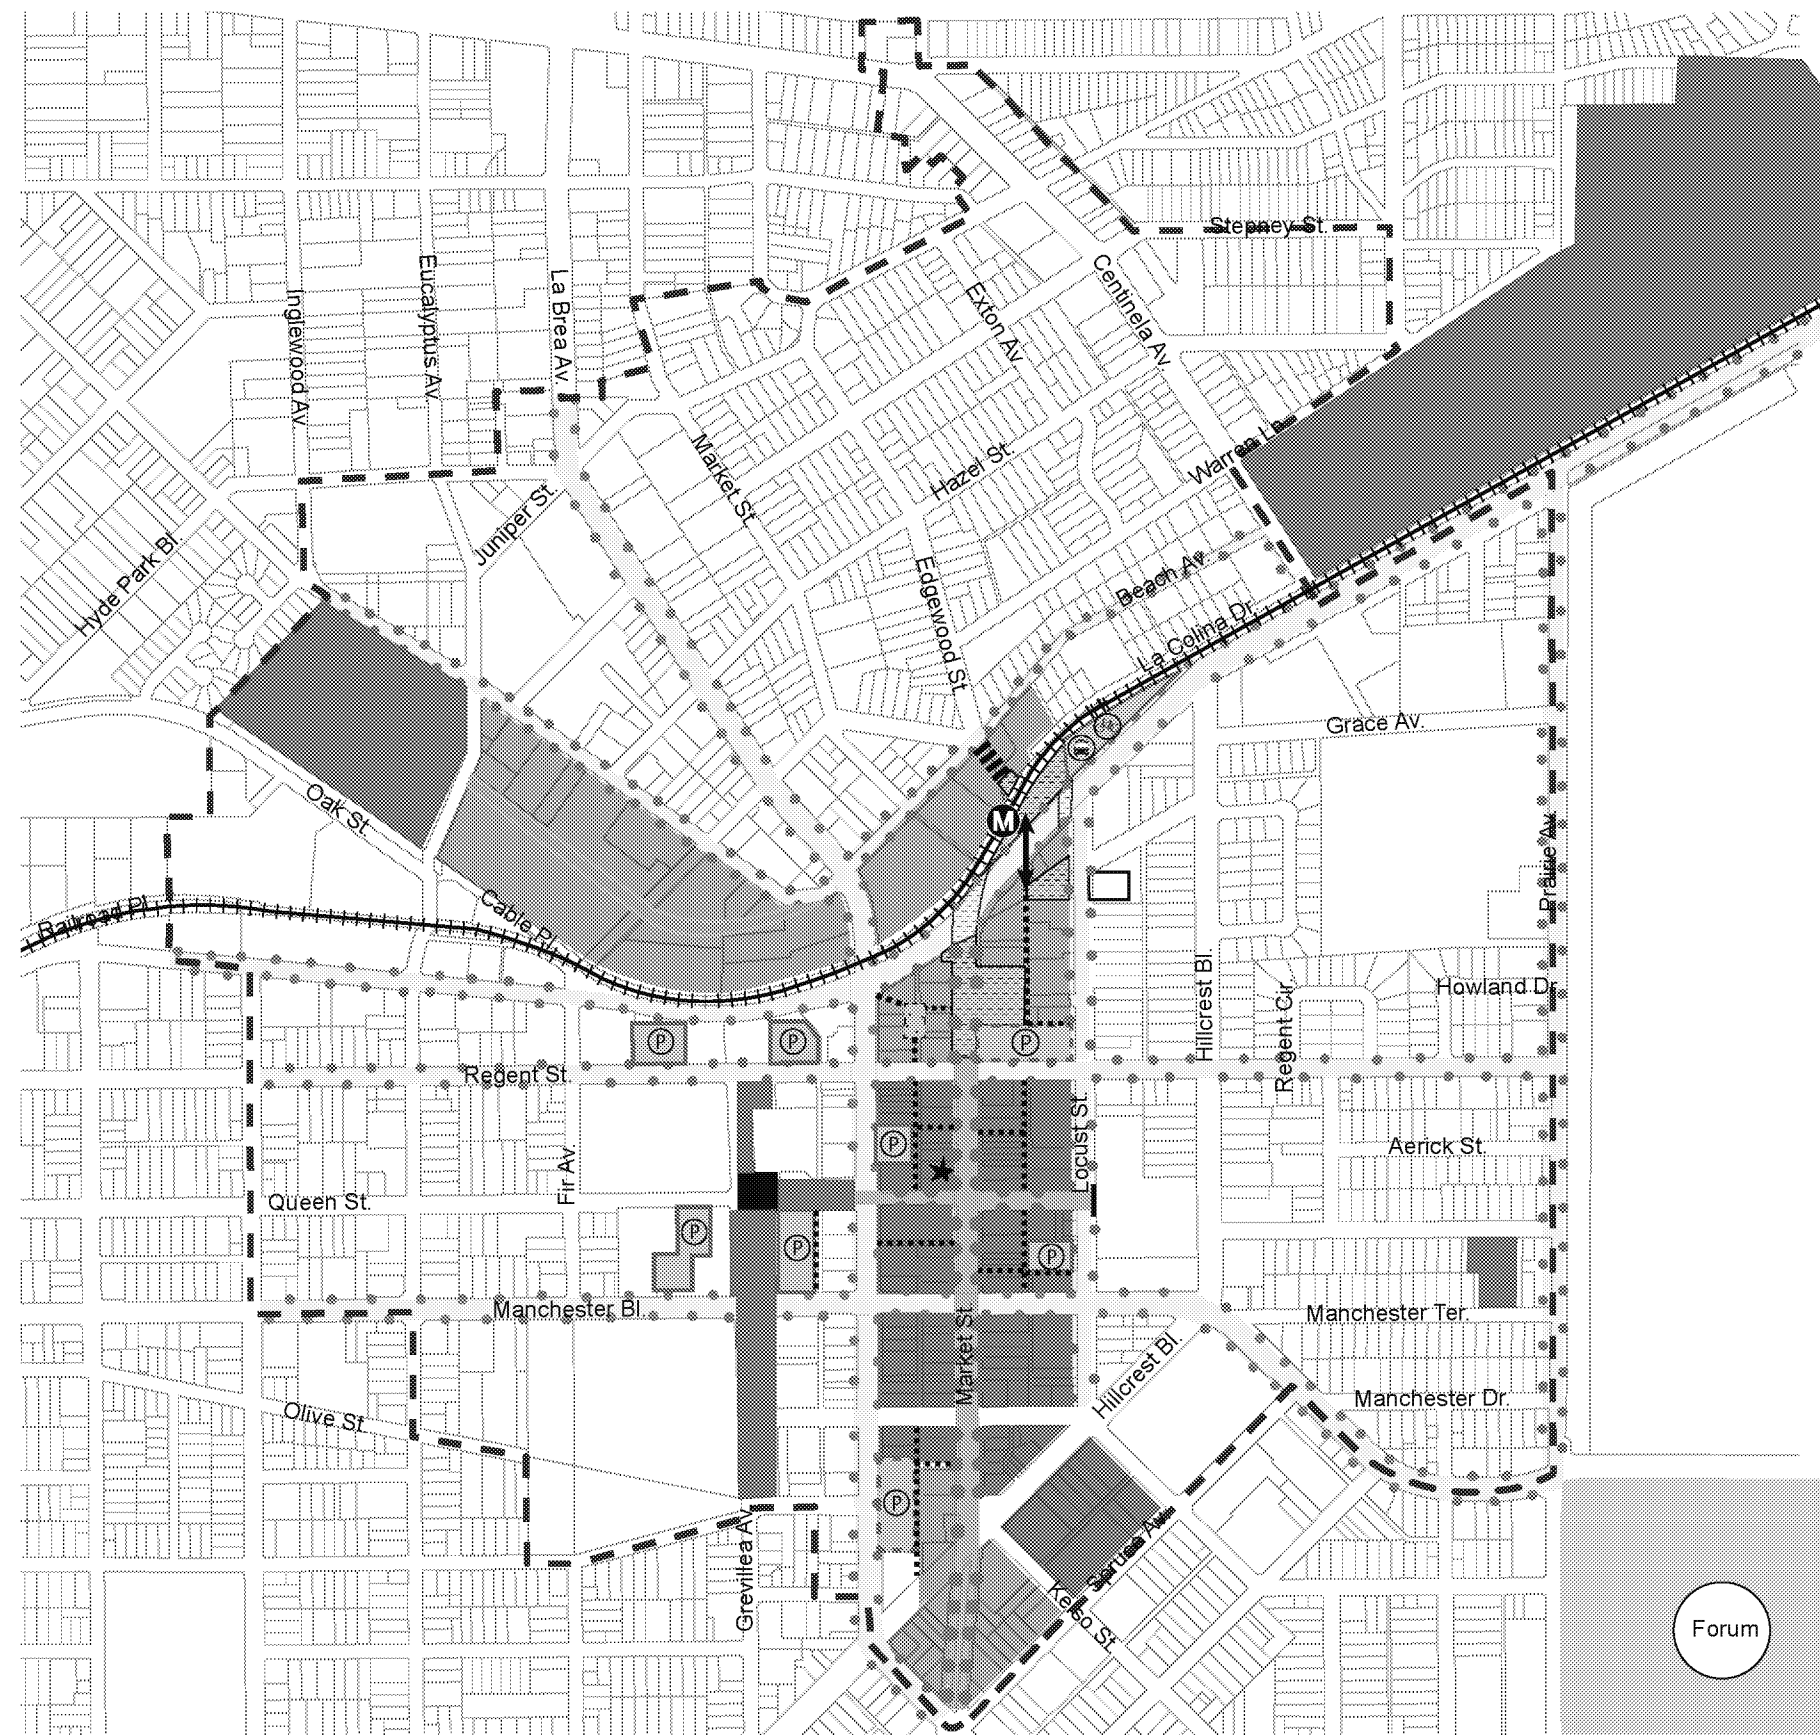 Stepney St.
Inglewood Av.
Eucalyptus Av
La Brea Av
Exton Av
Centinela Av.
Market St.
Hazel St.
Warren Ln.
Juniper St.
Hyde Park Bl.
Edgewood St.
Beach Av
La Colina Dr.
Grace Av.
Oak St.
M
Prairie Av.
Railroad Pl.
Cable Pl.
Hillcrest Bl.
Regent Cir.
Howland Dr.
P
P
P
Regent St.
Locust St.
P
Aerick St.
Fir Av.
Queen St.
P
P
P
Manchester Bl.
Market St.
Manchester Ter.
Hillcrest Bl.
Manchester Dr.
Olive St.
P
Grevillea Av.
Spruce Av.
Kelso St.
Forum